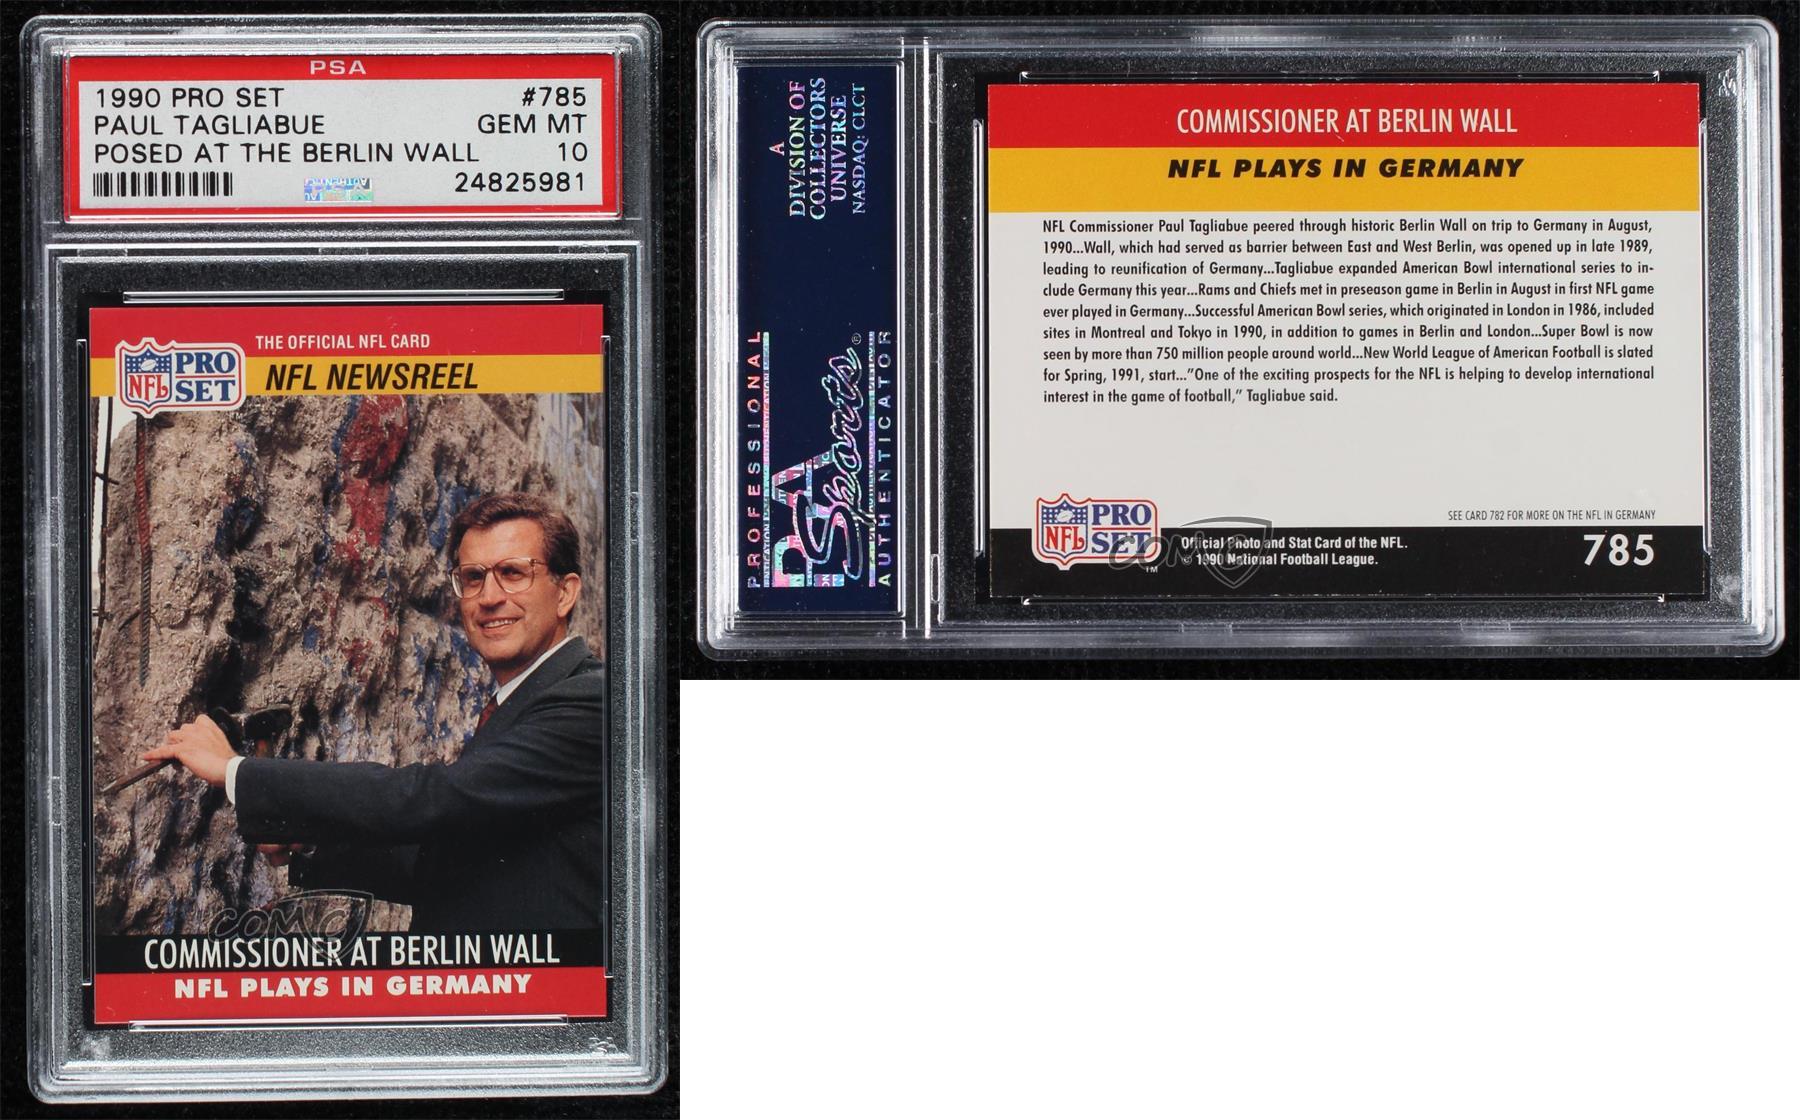 PSA
1990 PRO SET #785
PAUL TAGLIABUE GEM MT
POSED AT THE BERLIN WALL 10
24825981
THE OFFICIAL NFL CARD
NFL PRO SET
NFL NEWSREEL
COMC
COMMISSIONER AT BERLIN WALL
NFL PLAYS IN GERMANY
A
DIVISION OF
COLLECTORS
UNIVERSE
NASDAQ: CLCT
PROFESSIONAL
PSA
Sports®
AUTHENTICATOR
COMMISSIONER AT BERLIN WALL
NFL PLAYS IN GERMANY
NFL Commissioner Paul Tagliabue peered through historic Berlin Wall on trip to Germany in August,
1990...Wall, which had served as barrier between East and West Berlin, was opened up in late 1989,
leading to reunification of Germany...Tagliabue expanded American Bowl international series to in-
clude Germany this year...Rams and Chiefs met in preseason game in Berlin in August in first NFL game
ever played in Germany...Successful American Bowl series, which originated in London in 1986, included
sites in Montreal and Tokyo in 1990, in addition to games in Berlin and London...Super Bowl is now
seen by more than 750 million people around world...New World League of American Football is slated
for Spring, 1991, start..."One of the exciting prospects for the NFL is helping to develop international
interest in the game of football," Tagliabue said.
SEE CARD 782 FOR MORE ON THE NFL IN GERMANY
NFL PRO SET TM
Official Photo and Stat Card of the NFL.
© 1990 National Football League.
785
COMC